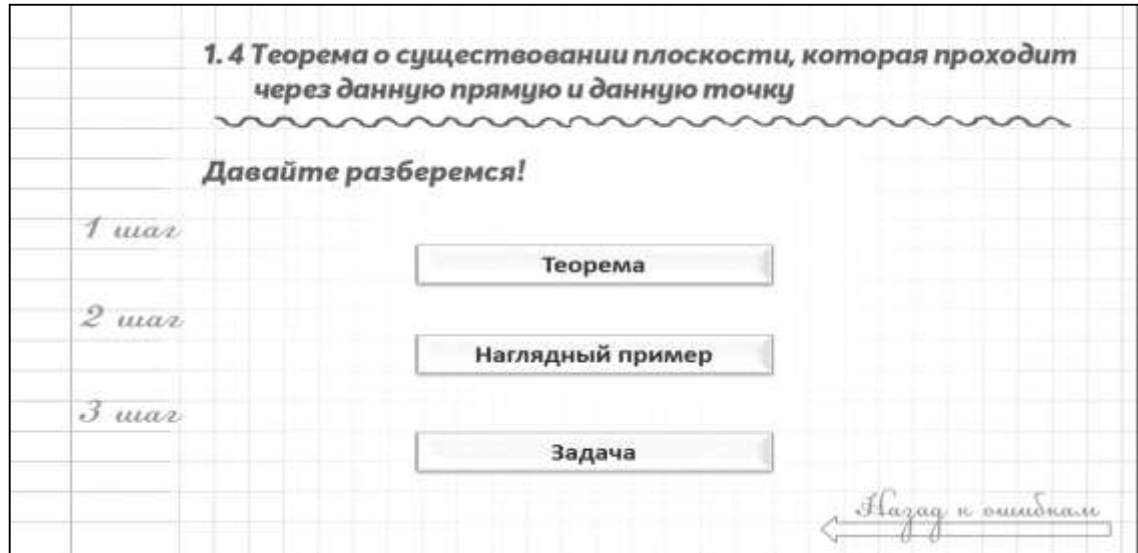 1. 4 Теорема о существовании плоскости, которая проходит
через данную прямую и данную точку
Давайте разберемся!
1 шаг
Теорема
2 шаг
Наглядный пример
3 шаг
Задача
Назад к ошибкам